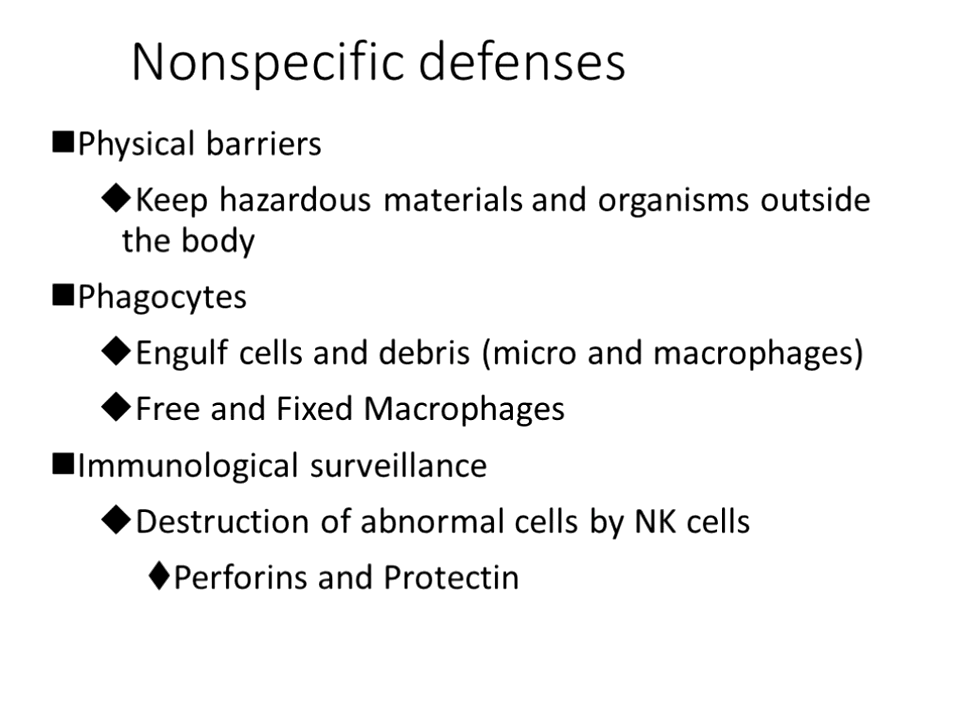 Nonspecific defenses
■Physical barriers
◆Keep hazardous materials and organisms outside
the body
■Phagocytes
◆Engulf cells and debris (micro and macrophages)
◆Free and Fixed Macrophages
■Immunological surveillance
◆Destruction of abnormal cells by NK cells
♦Perforins and Protectin